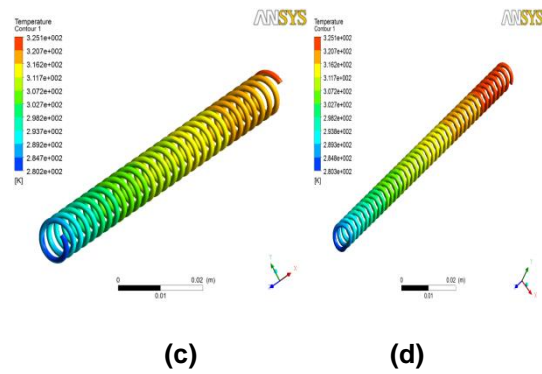 Temperature
Contour 1
3.251e+002
3.207e+002
3.162e+002
3.117e+002
3.072e+002
3.027e+002
2.982e+002
2.937e+002
2.892e+002
2.847e+002
2.802e+002
[K]
ANSYS
0
0.02 (m)
0.01
Y
X
(c)
Temperature
Contour 1
3.251e+002
3.207e+002
3.162e+002
3.117e+002
3.072e+002
3.027e+002
2.982e+002
2.937e+002
2.892e+002
2.847e+002
2.803e+002
[K]
ANSYS
0
0.02 (m)
0.01
Y
X
(d)